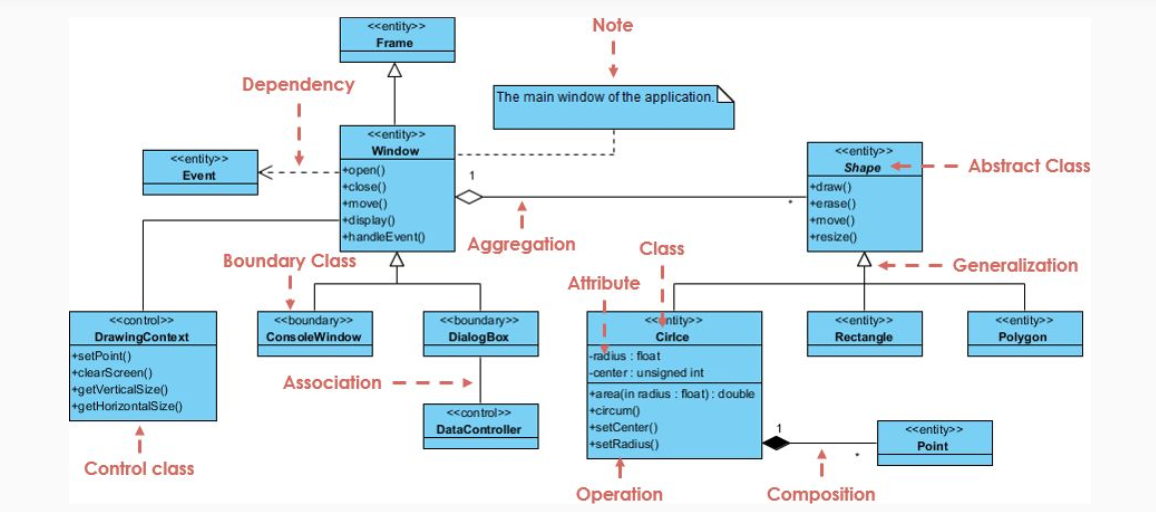 <<entity>>
Frame
Note
Dependency
The main window of the application.
<<entity>>
Window
+open()
+close()
+move()
+display()
+handleEvent()
<<entity>>
Event
1
*
Aggregation
<<entity>>
Shape
+draw()
+erase()
+move()
+resize()
Abstract Class
Generalization
Boundary Class
Class
Attribute
<<control>>
DrawingContext
+setPoint()
+clearScreen()
+getVerticalSize()
+getHorizontalSize()
Control class
<<boundary>>
ConsoleWindow
<<boundary>>
DialogBox
Association
<<control>>
DataController
<<entity>>
Cirlce
-radius : float
-center : unsigned int
+area(in radius : float) : double
+circum()
+setCenter()
+setRadius()
Operation
<<entity>>
Rectangle
<<entity>>
Polygon
1
*
Composition
<<entity>>
Point